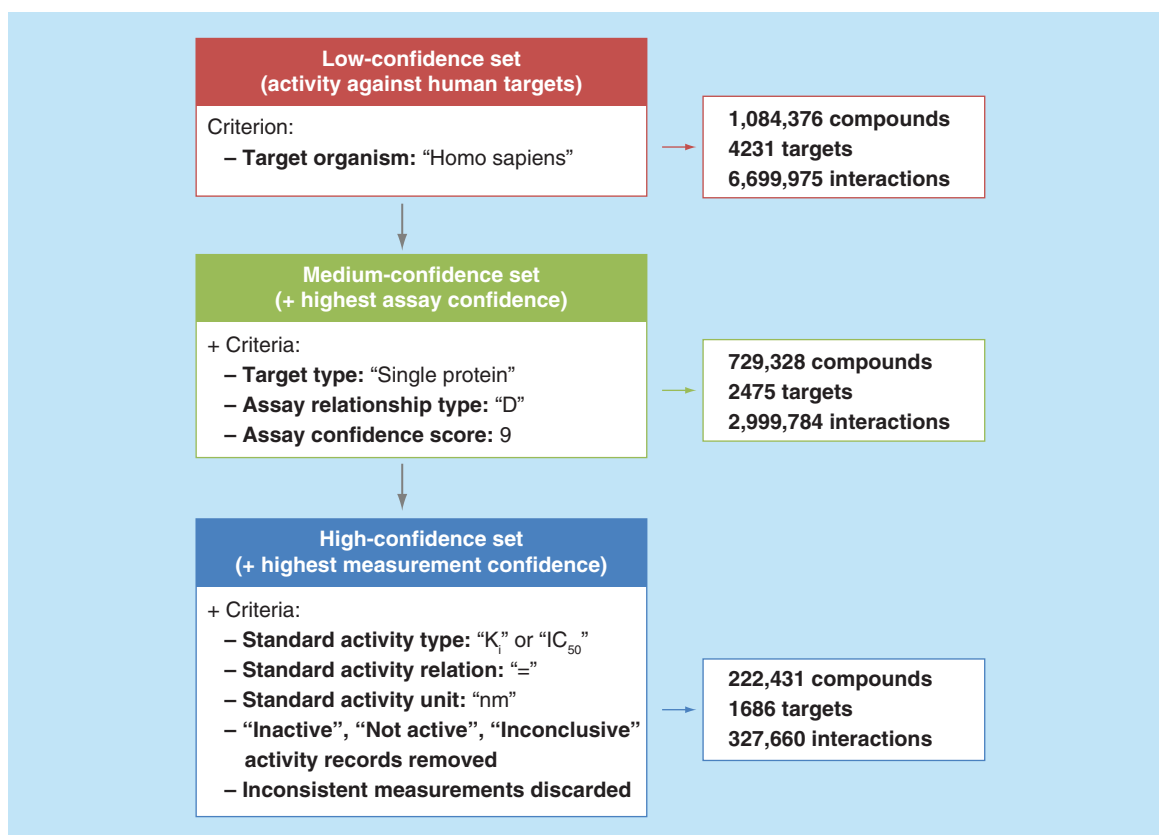 Low-confidence set
(activity against human targets)
Criterion:
– Target organism: “Homo sapiens”
1,084,376 compounds
4231 targets
6,699,975 interactions
Medium-confidence set
(+ highest assay confidence)
+ Criteria:
– Target type: “Single protein”
– Assay relationship type: “D”
– Assay confidence score: 9
729,328 compounds
2475 targets
2,999,784 interactions
High-confidence set
(+ highest measurement confidence)
+ Criteria:
– Standard activity type: “Ki” or “IC50”
– Standard activity relation: “=”
– Standard activity unit: “nm”
– “Inactive”, “Not active”, “Inconclusive”
activity records removed
– Inconsistent measurements discarded
222,431 compounds
1686 targets
327,660 interactions